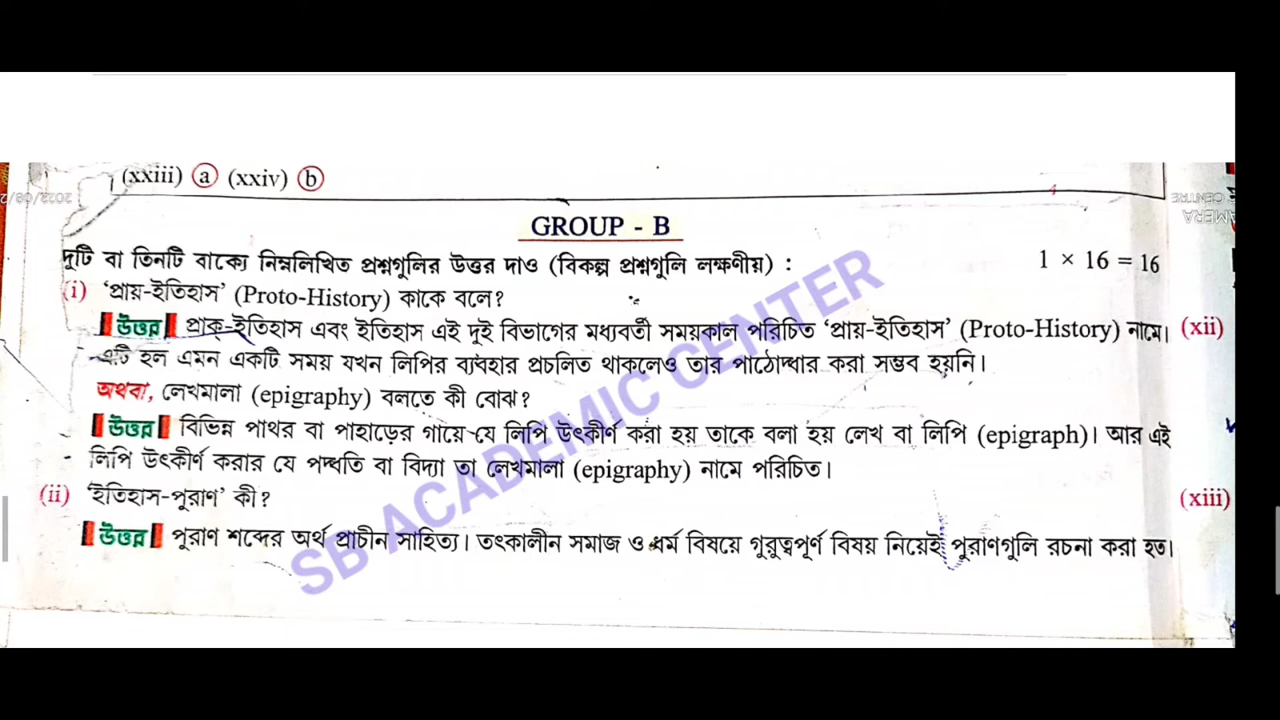 (xxiii) a (xxiv) b
GROUP - B
দুটি বা তিনটি বাক্যে নিম্নলিখিত প্রশ্নগুলির উত্তর দাও (বিকল্প প্রশ্নগুলি লক্ষণীয়) : 1 × 16 = 16
(i) ‘প্রায়-ইতিহাস’ (Proto-History) কাকে বলে?
উত্তর প্রাক্-ইতিহাস এবং ইতিহাস এই দুই বিভাগের মধ্যবর্তী সময়কাল পরিচিত ‘প্রায়-ইতিহাস’ (Proto-History) নামে। (xii)
এটি হল এমন একটি সময় যখন লিপির ব্যবহার প্রচলিত থাকলেও তার পাঠোদ্ধার করা সম্ভব হয়নি।
অথবা, লেখমালা (epigraphy) বলতে কী বোঝ?
উত্তর বিভিন্ন পাথর বা পাহাড়ের গায়ে যে লিপি উৎকীর্ণ করা হয় তাকে বলা হয় লেখ বা লিপি (epigraph)। আর এই
লিপি উৎকীর্ণ করার যে পদ্ধতি বা বিদ্যা তা লেখমালা (epigraphy) নামে পরিচিত।
(ii) ‘ইতিহাস-পুরাণ’ কী? (xiii)
উত্তর পুরাণ শব্দের অর্থ প্রাচীন সাহিত্য। তৎকালীন সমাজ ও ধর্ম বিষয়ে গুরুত্বপূর্ণ বিষয় নিয়েই পুরাণগুলি রচনা করা হত।
SB ACADEMIC CENTER